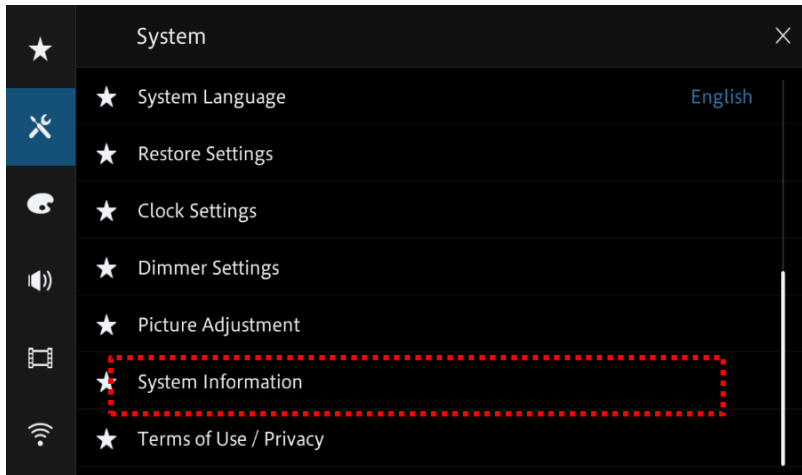 System
System Language English
Restore Settings
Clock Settings
Dimmer Settings
Picture Adjustment
System Information
Terms of Use / Privacy